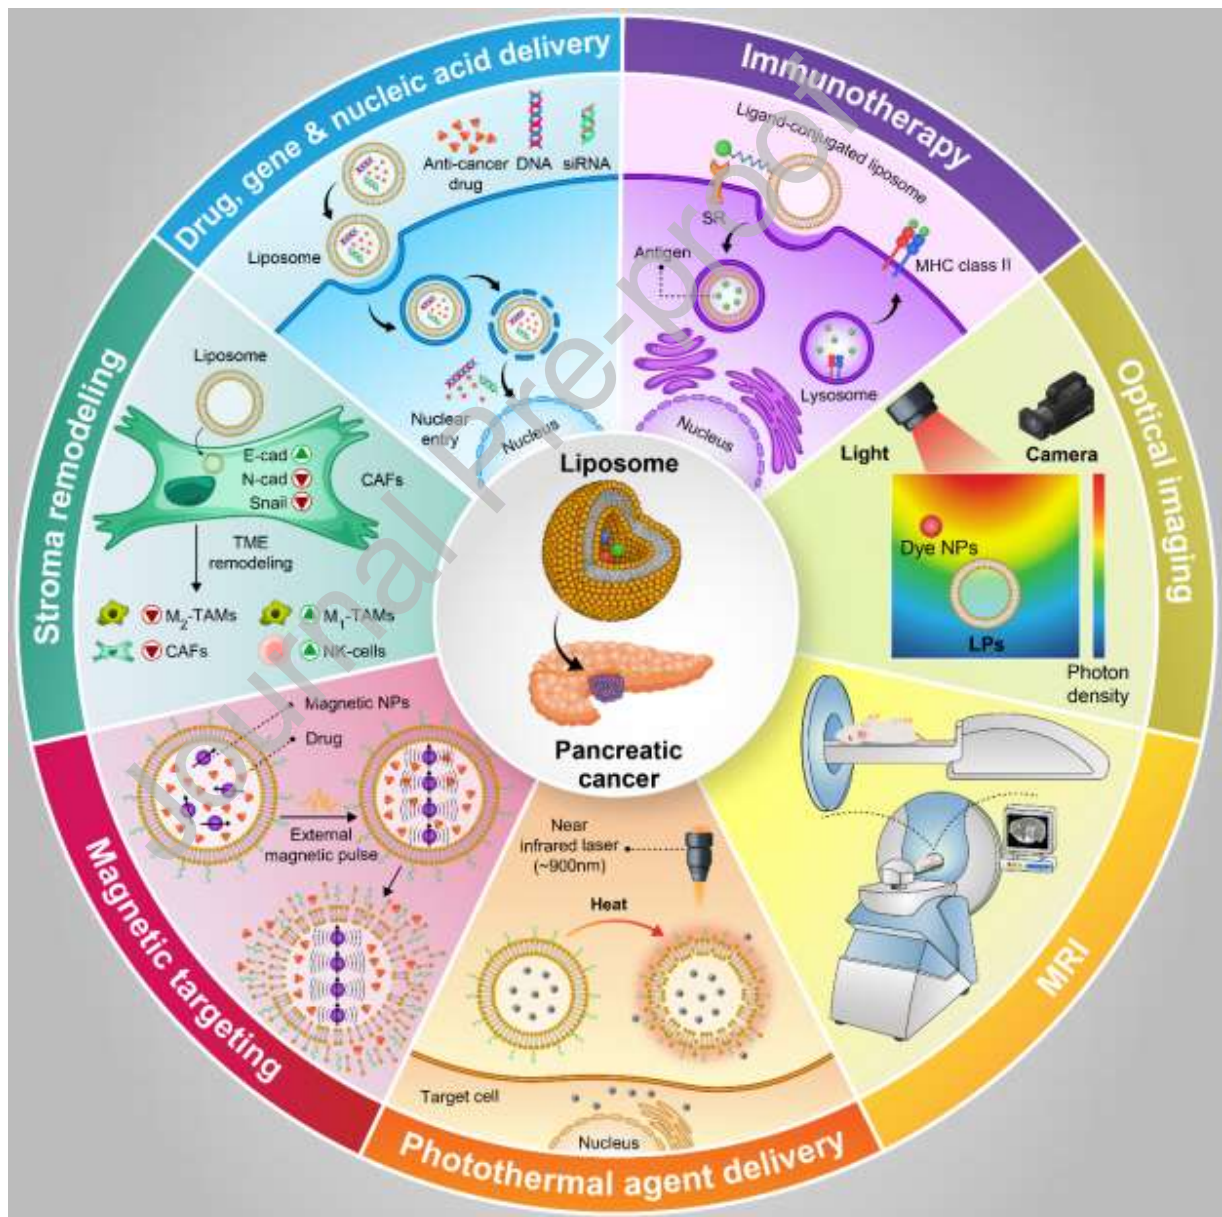 Drug, gene & nucleic acid delivery
Anti-cancer
drug
DNA
siRNA
Liposome
Nuclear
entry
Nucleus
Immunotherapy
Ligand-conjugated liposome
SR
Antigen
MHC class II
Lysosome
Nucleus
Optical imaging
Light
Camera
Dye NPs
LPs
Photon
density
MRI
Photothermal agent delivery
Near
infrared laser
(~900nm)
Heat
Target cell
Nucleus
Magnetic targeting
Magnetic NPs
Drug
External
magnetic pulse
Stroma remodeling
Liposome
E-cad
N-cad
Snail
CAFs
TME
remodeling
M2-TAMs
M1-TAMs
CAFs
NK-cells
Liposome
Pancreatic
cancer
Journal Pre-proof